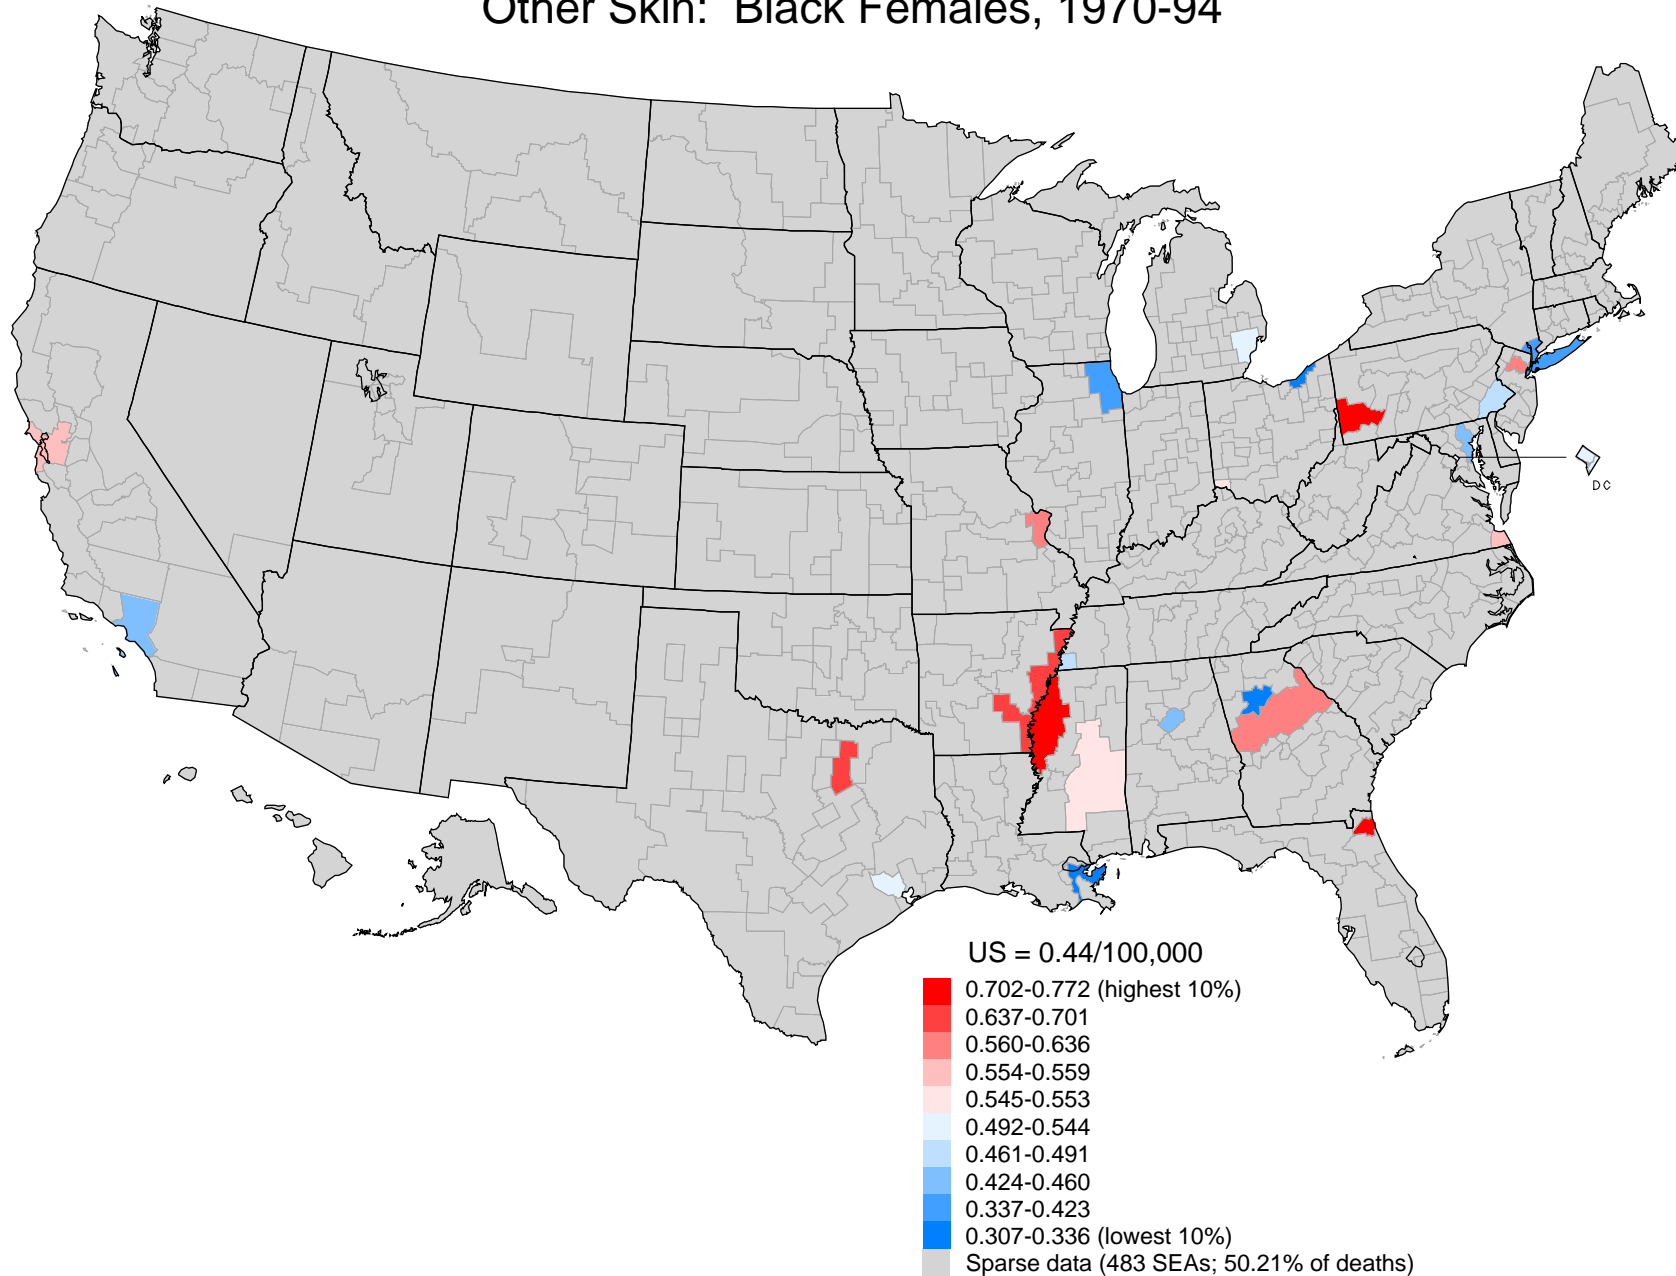 Other Skin: Black Females, 1970-94
DC
US = 0.44/100,000
0.702-0.772 (highest 10%)
0.637-0.701
0.560-0.636
0.554-0.559
0.545-0.553
0.492-0.544
0.461-0.491
0.424-0.460
0.337-0.423
0.307-0.336 (lowest 10%)
Sparse data (483 SEAs; 50.21% of deaths)